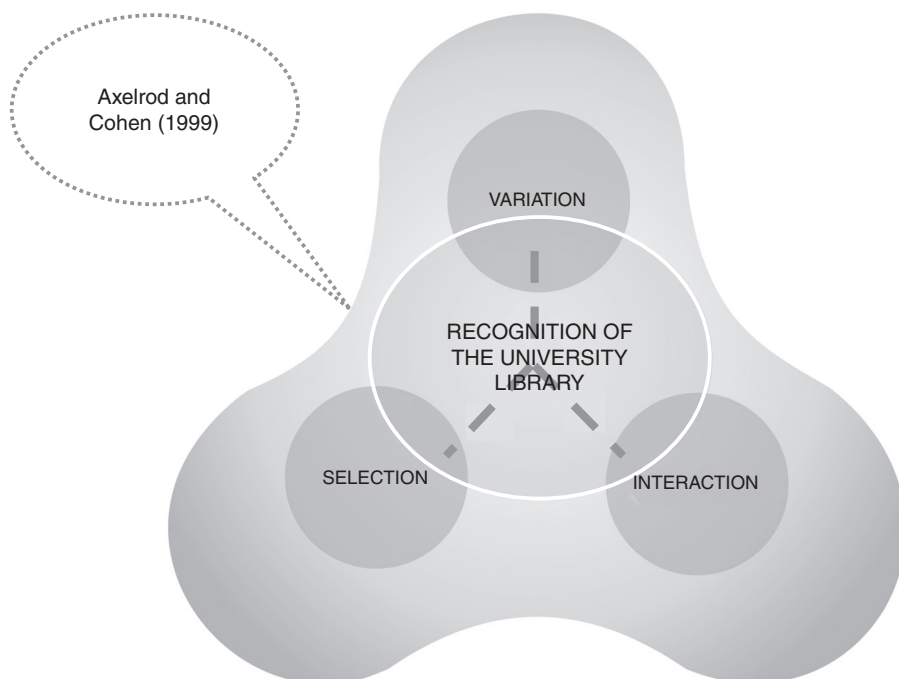 Axelrod and
Cohen (1999)
VARIATION
RECOGNITION OF
THE UNIVERSITY
LIBRARY
SELECTION
INTERACTION